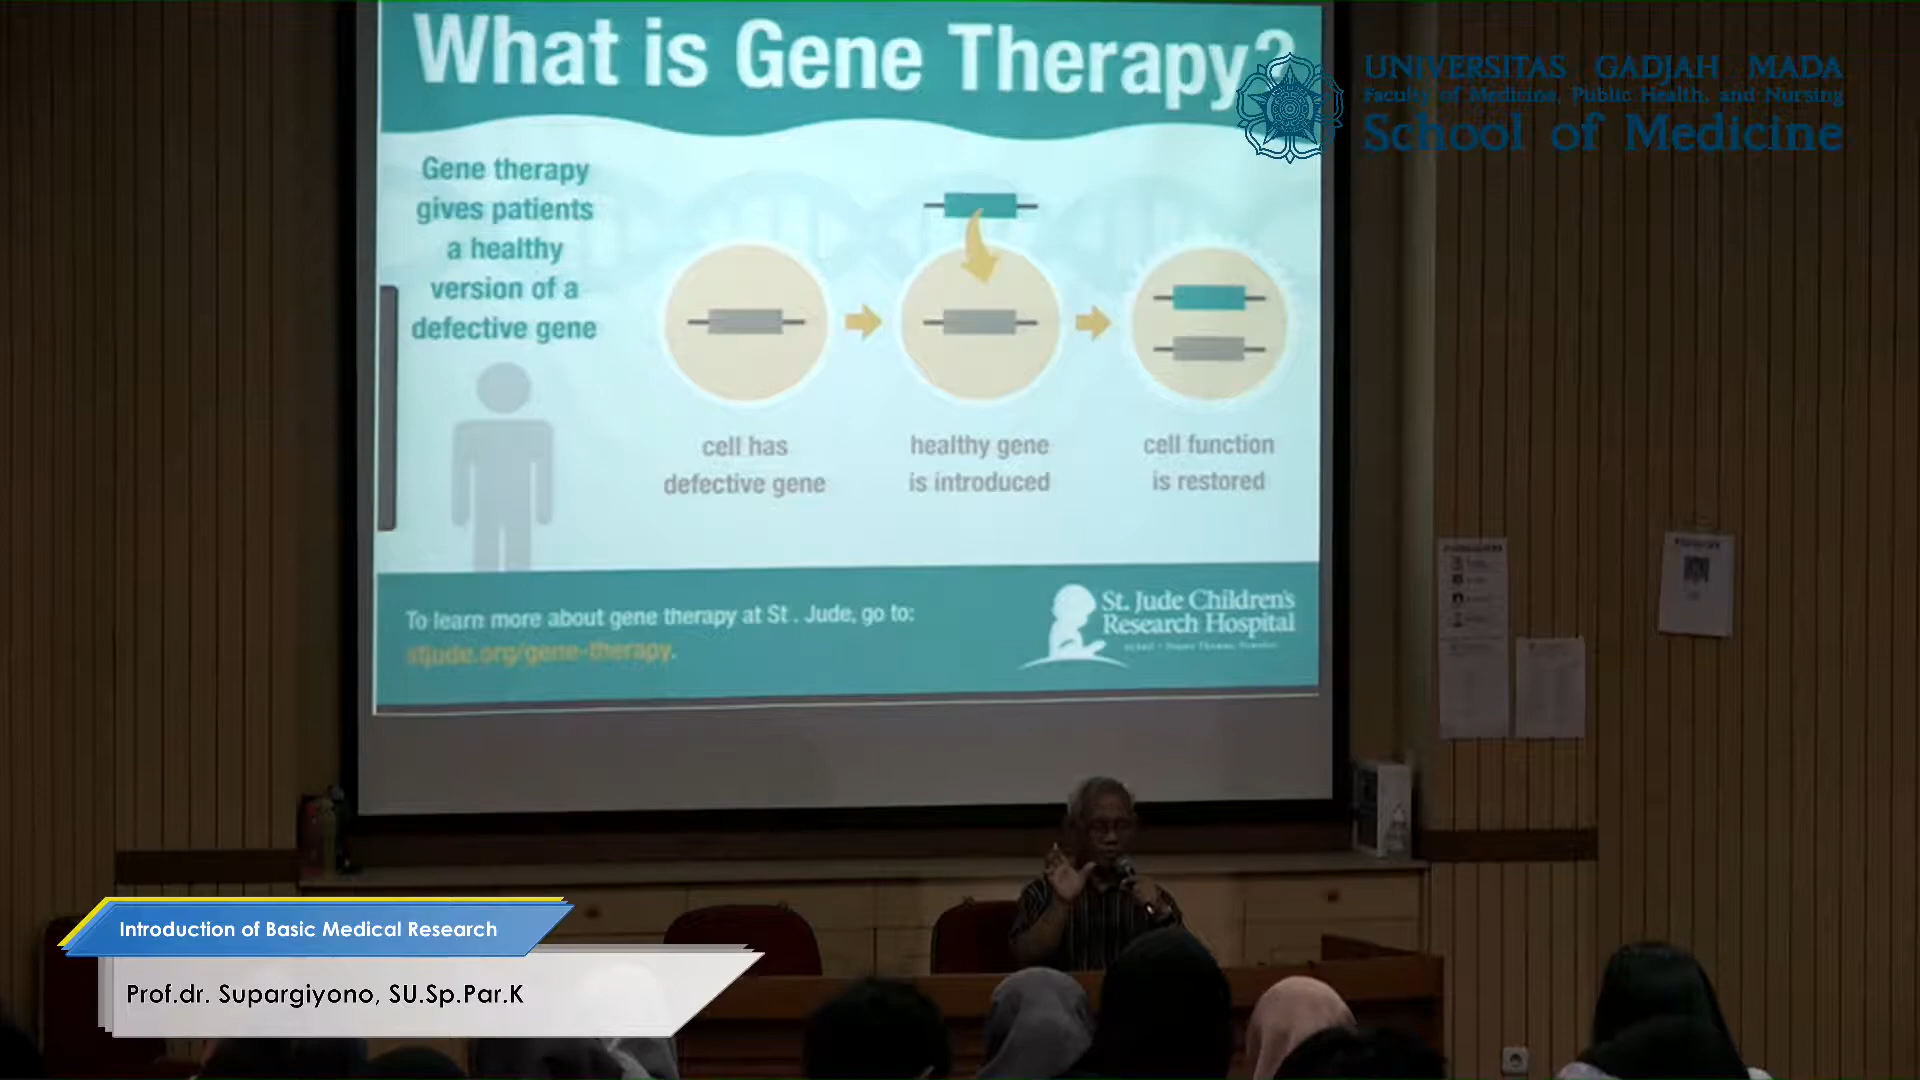 What is Gene Therapy?
UNIVERSITAS GADJAH MADA
Faculty of Medicine, Public Health, and Nursing
School of Medicine
Gene therapy
gives patients
a healthy
version of a
defective gene
cell has
defective gene
healthy gene
is introduced
cell function
is restored
To learn more about gene therapy at St. Jude, go to:
stjude.org/gene-therapy.
St. Jude Children's
Research Hospital
Introduction of Basic Medical Research
Prof.dr. Supargiyono, SU.Sp.Par.K